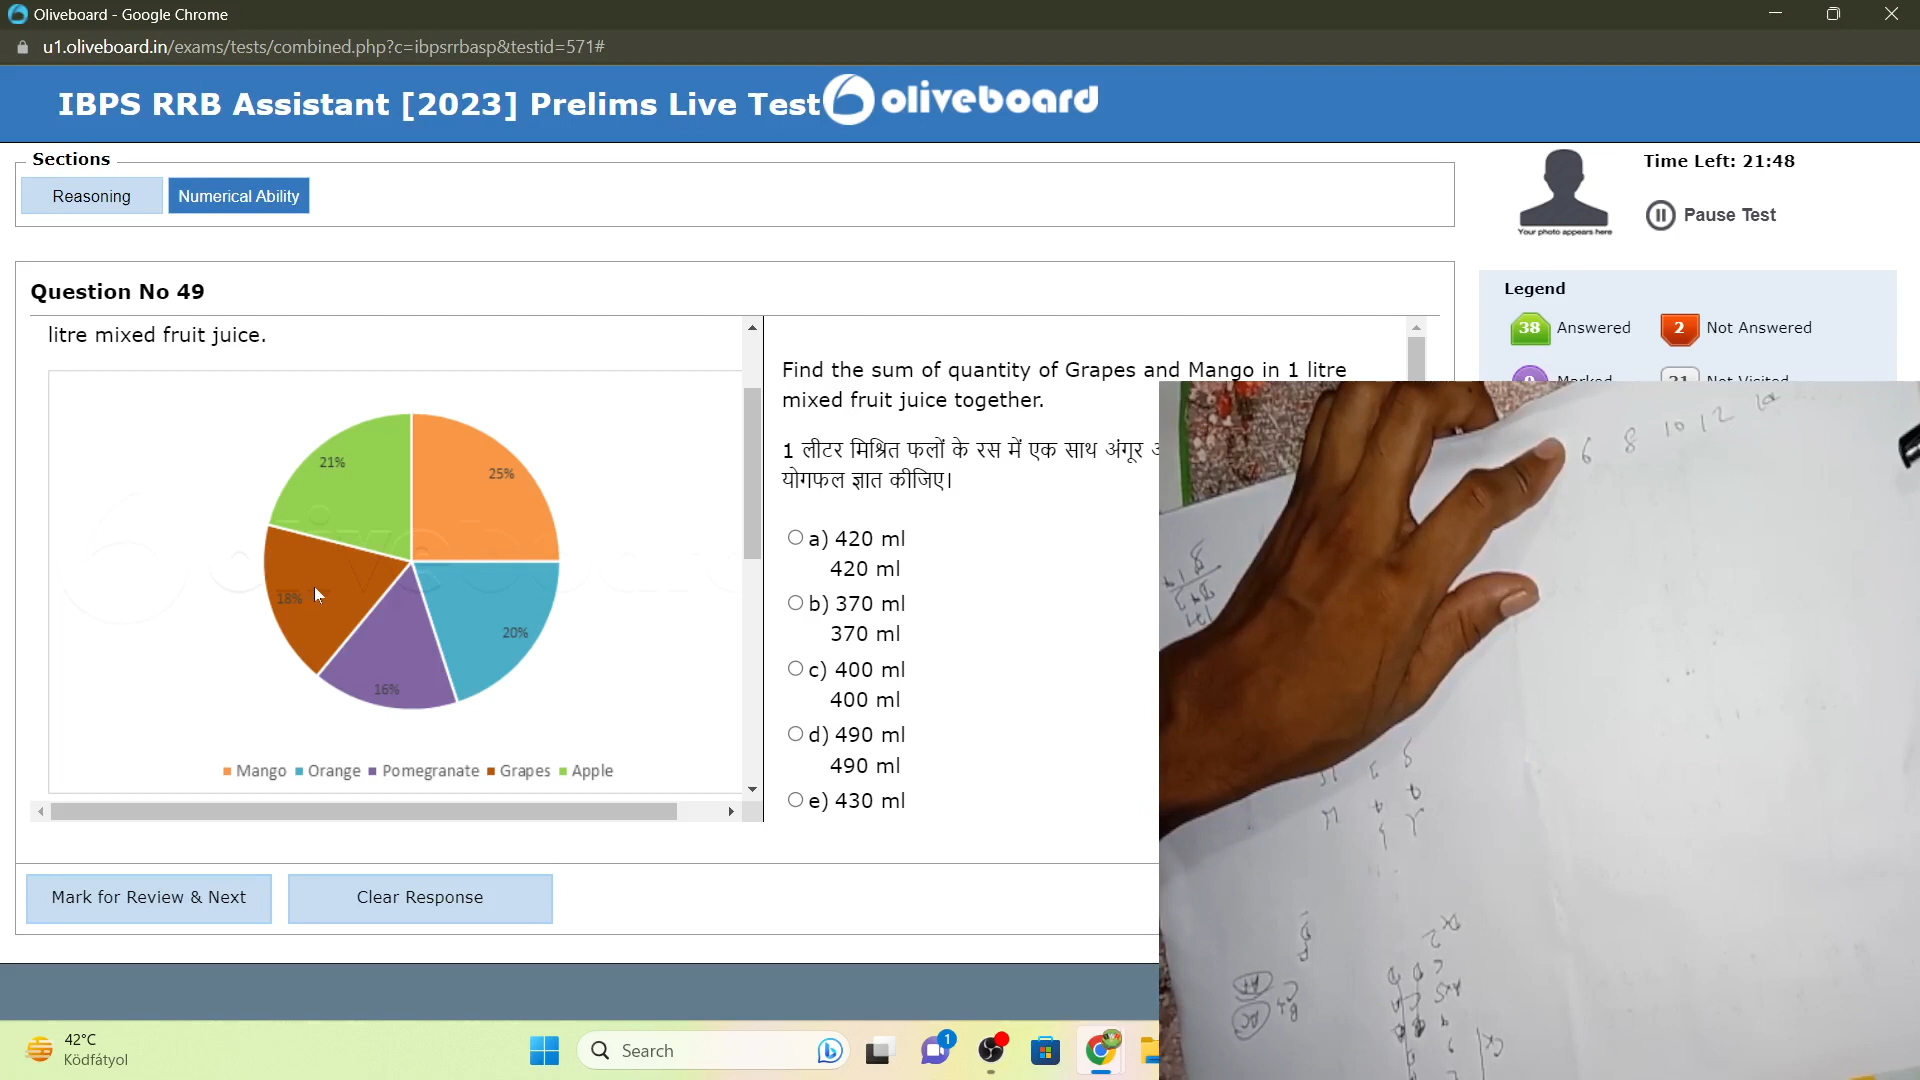 Oliveboard - Google Chrome
u1.oliveboard.in/exams/tests/combined.php?c=ibpsrrbasp&testid=571#
IBPS RRB Assistant [2023] Prelims Live Test oliveboard
Sections
Reasoning
Numerical Ability
Your photo appears here
Time Left: 21:48
Pause Test
Question No 49
Legend
38 Answered
2 Not Answered
Marked
Not Visited
litre mixed fruit juice.
21%
25%
18%
20%
16%
Mango Orange Pomegranate Grapes Apple
Find the sum of quantity of Grapes and Mango in 1 litre
mixed fruit juice together.
1 लीटर मिश्रित फलों के रस में एक साथ अंगूर
योगफल ज्ञात कीजिए।
a) 420 ml
420 ml
b) 370 ml
370 ml
c) 400 ml
400 ml
d) 490 ml
490 ml
e) 430 ml
6 8 10 12
Mark for Review & Next
Clear Response
42°C
Ködfátyol
Search
1